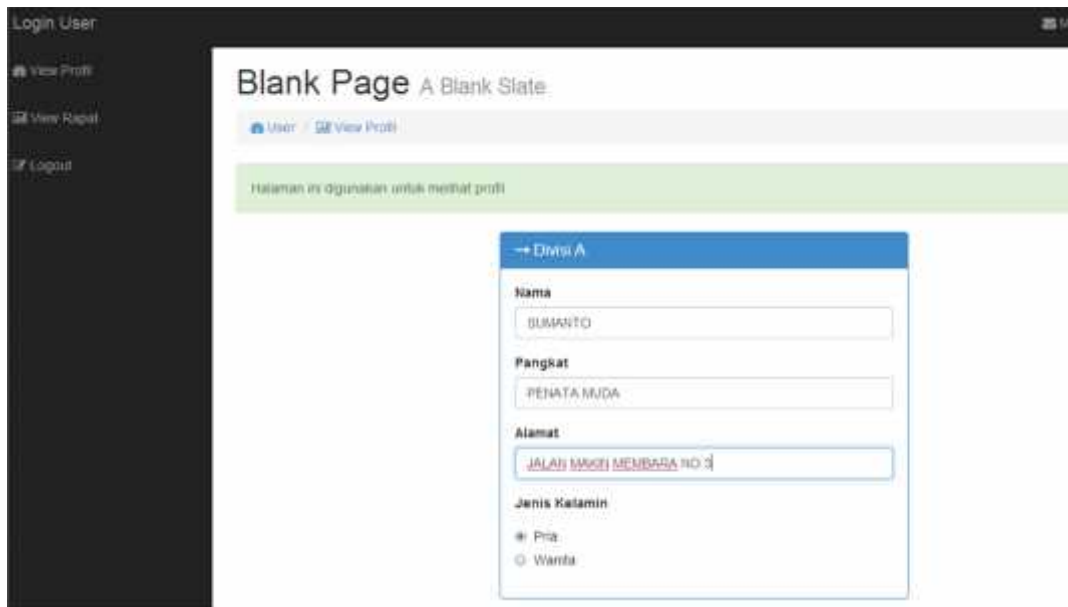 Login User
View Profil
View Rapat
Logout
Blank Page A Blank Slate
User / View Profil
Halaman ini digunakan untuk melihat profil
Divisi A
Nama
SUMANTO
Pangkat
PENATA MUDA
Alamat
JALAN MAKIN MEMBARA NO 3
Jenis Kelamin
Pria
Wanita